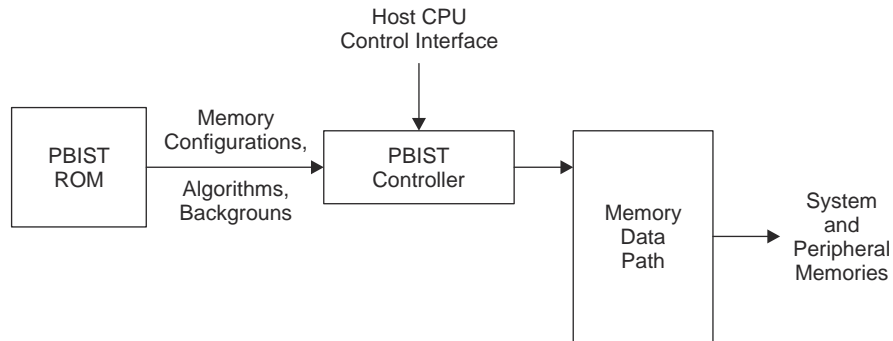 Host CPU
Control Interface
PBIST
ROM
Memory
Configurations,
Algorithms,
Backgrouns
PBIST
Controller
Memory
Data
Path
System
and
Peripheral
Memories